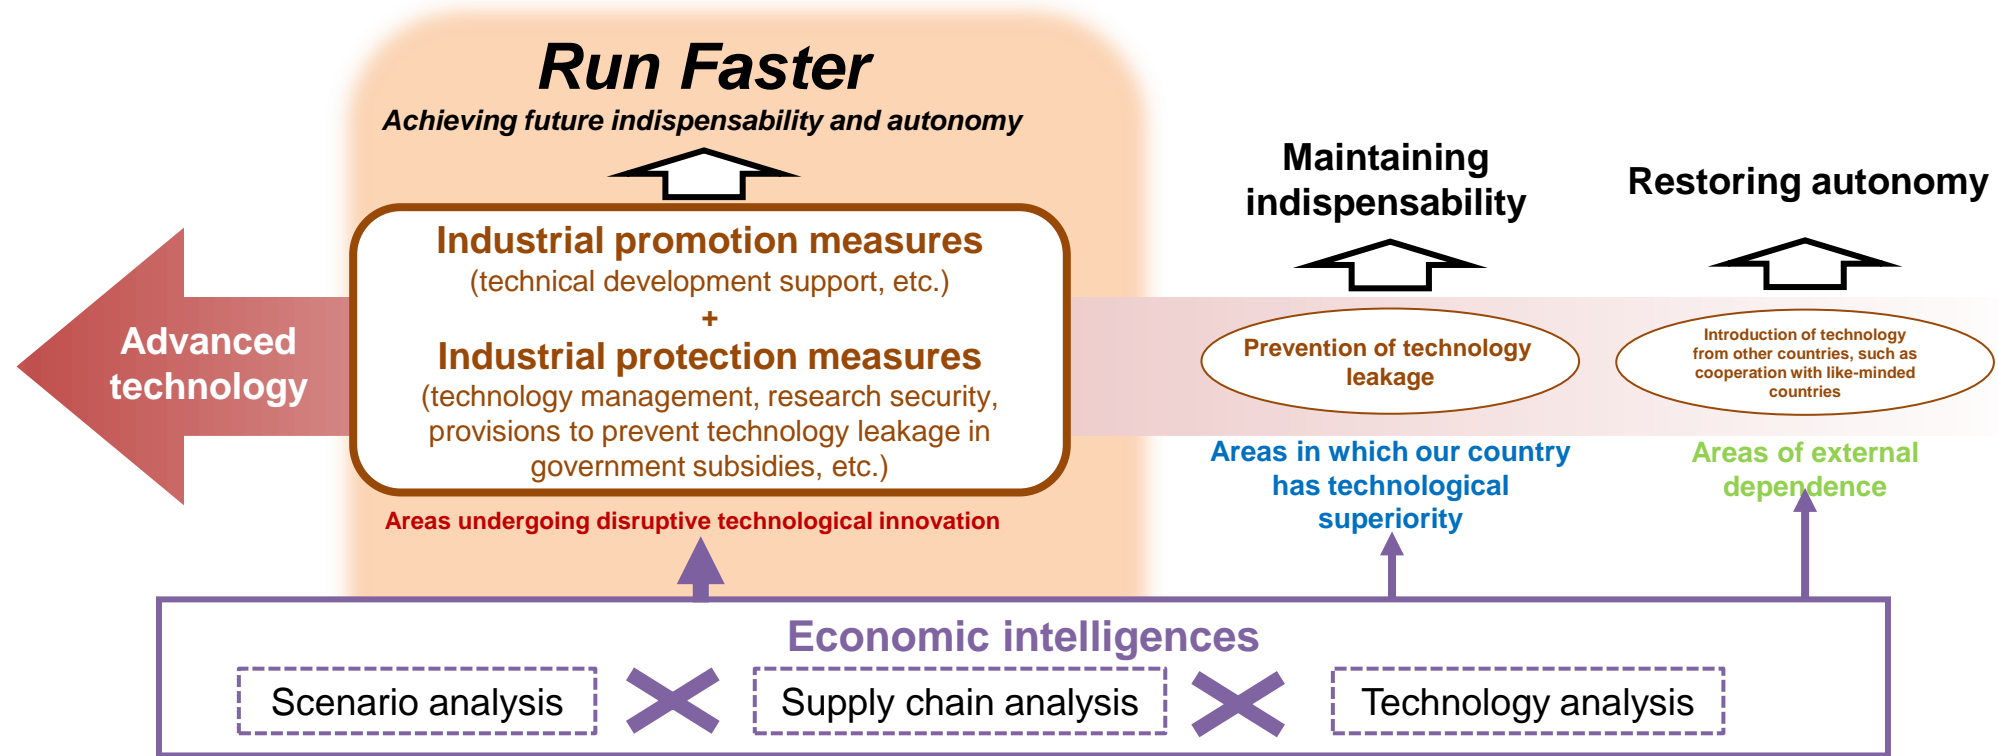 Run Faster
Achieving future indispensability and autonomy
Maintaining
indispensability
Restoring autonomy
Advanced
technology
Industrial promotion measures
(technical development support, etc.)
+
Industrial protection measures
(technology management, research security,
provisions to prevent technology leakage in
government subsidies, etc.)
Prevention of technology
leakage
Introduction of technology
from other countries, such as
cooperation with like-minded
countries
Areas undergoing disruptive technological innovation
Areas in which our country
has technological
superiority
Areas of external
dependence
Economic intelligences
Scenario analysis
Supply chain analysis
Technology analysis